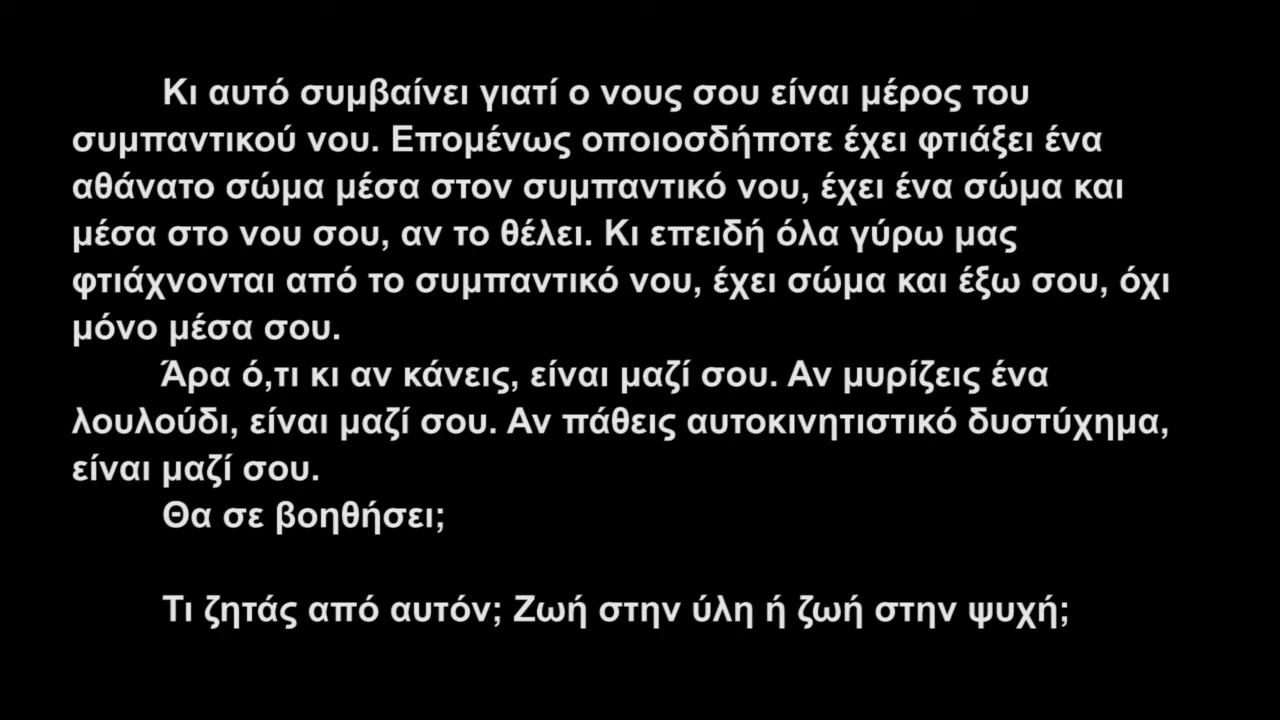 Κι αυτό συμβαίνει γιατί ο νους σου είναι μέρος του
συμπαντικού νου. Επομένως οποιοσδήποτε έχει φτιάξει ένα
αθάνατο σώμα μέσα στον συμπαντικό νου, έχει ένα σώμα και
μέσα στο νου σου, αν το θέλει. Κι επειδή όλα γύρω μας
φτιάχνονται από το συμπαντικό νου, έχει σώμα και έξω σου, όχι
μόνο μέσα σου.
Άρα ό,τι κι αν κάνεις, είναι μαζί σου. Αν μυρίζεις ένα
λουλούδι, είναι μαζί σου. Αν πάθεις αυτοκινητιστικό δυστύχημα,
είναι μαζί σου.
Θα σε βοηθήσει;
Τι ζητάς από αυτόν; Ζωή στην ύλη ή ζωή στην ψυχή;